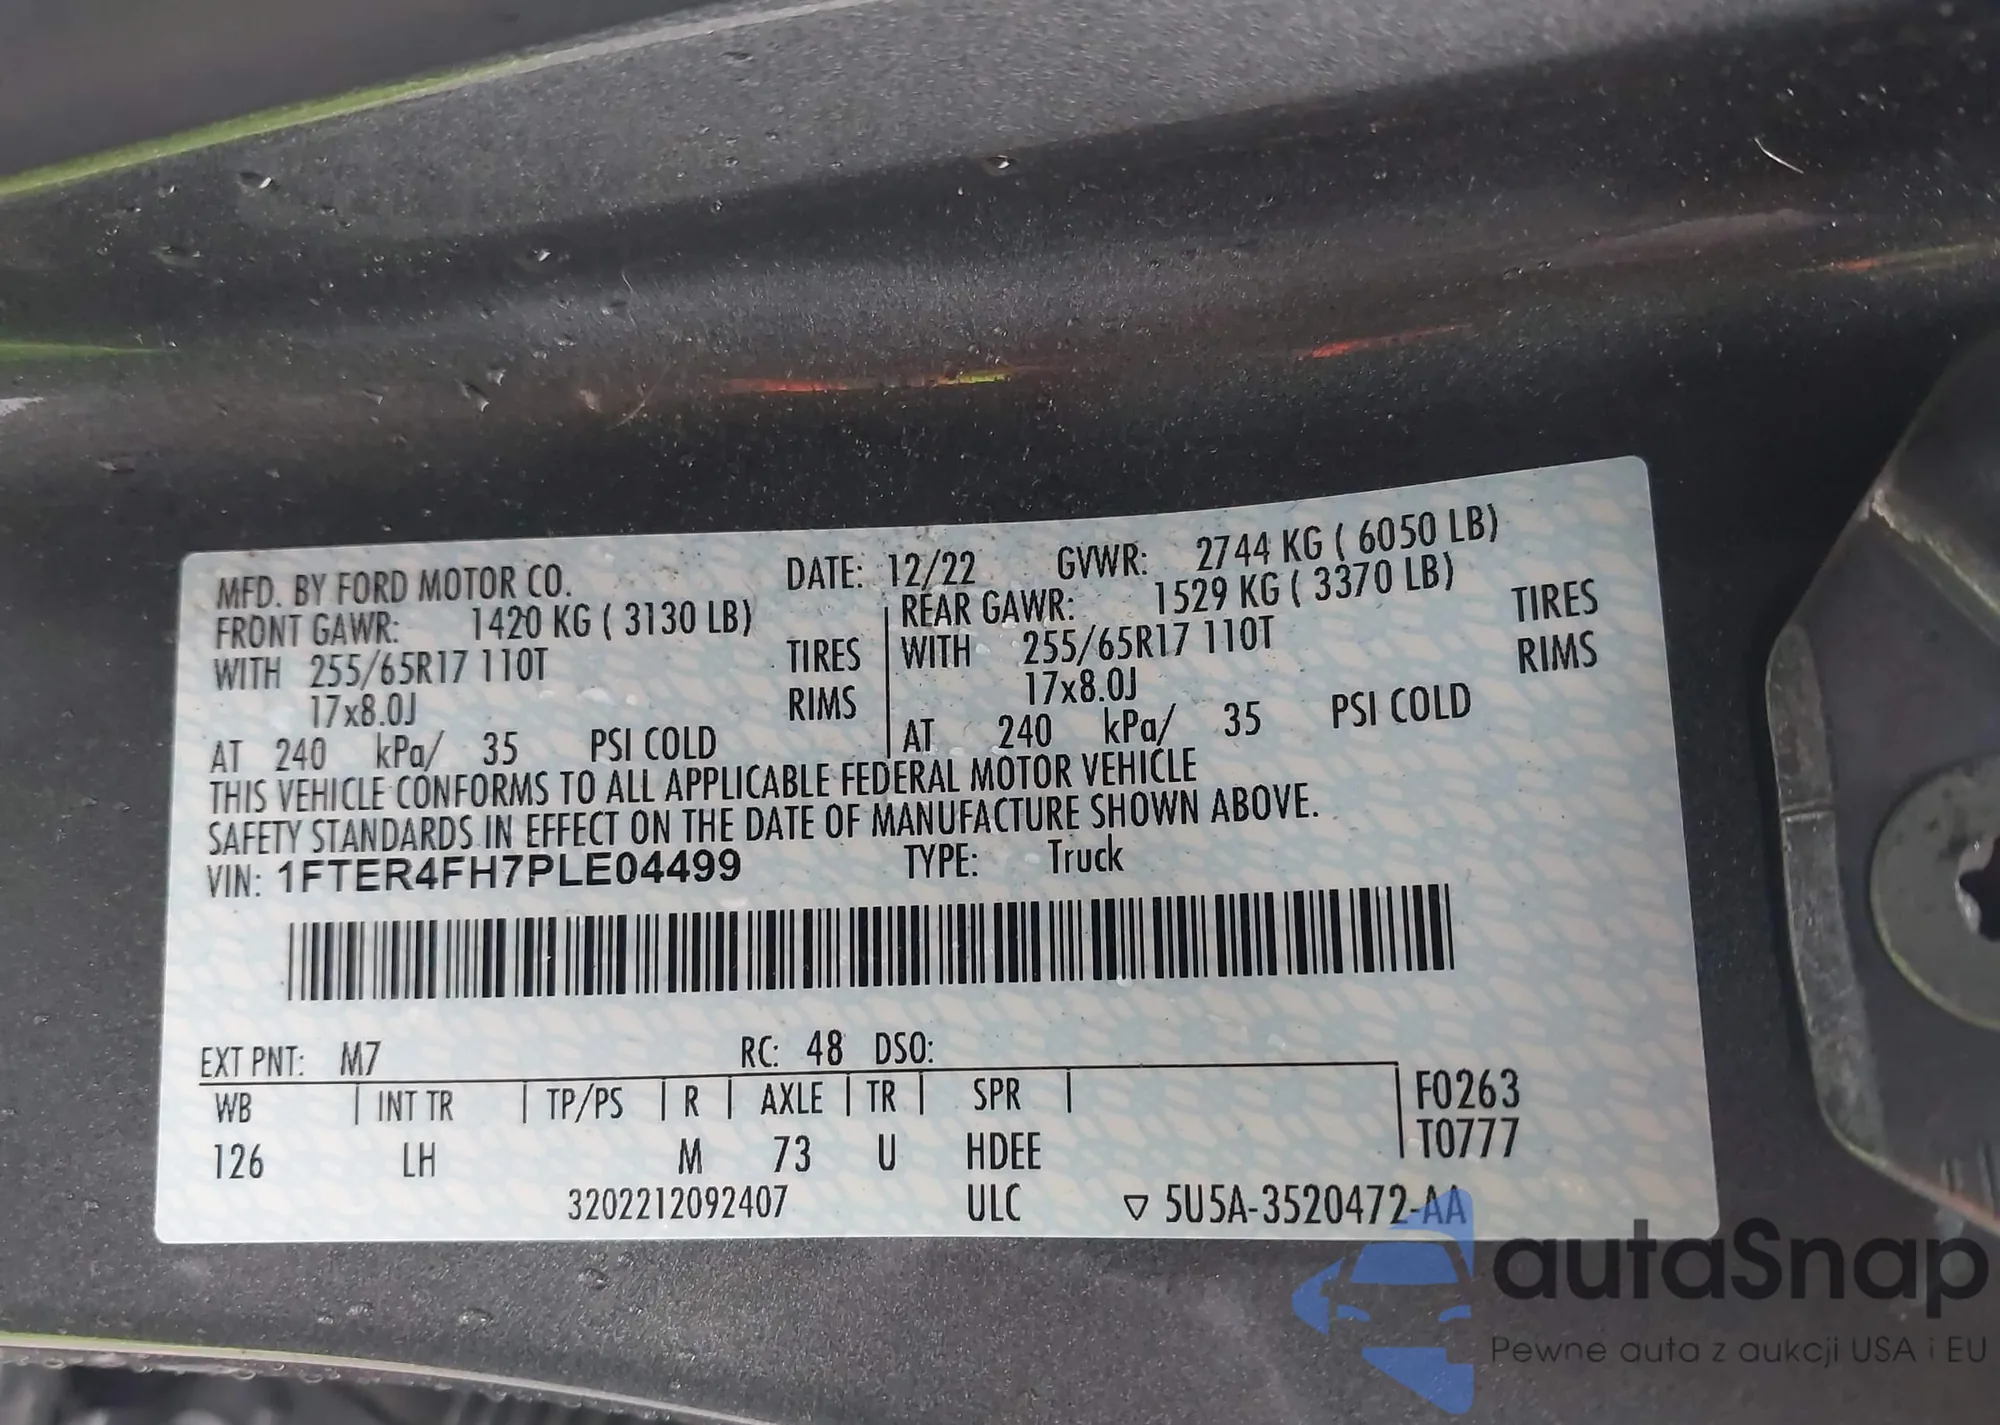 MFD. BY FORD MOTOR CO. DATE: 12/22 GVWR: 2744 KG ( 6050 LB)
FRONT GAWR: 1420 KG ( 3130 LB) REAR GAWR: 1529 KG ( 3370 LB)
WITH 255/65R17 110T TIRES WITH 255/65R17 110T TIRES
17x8.0J RIMS 17x8.0J RIMS
AT 240 kPa/ 35 PSI COLD AT 240 kPa/ 35 PSI COLD
THIS VEHICLE CONFORMS TO ALL APPLICABLE FEDERAL MOTOR VEHICLE
SAFETY STANDARDS IN EFFECT ON THE DATE OF MANUFACTURE SHOWN ABOVE.
VIN: 1FTER4FH7PLE04499 TYPE: Truck
EXT PNT: M7 RC: 48 DSO:
WB INT TR TP/PS R AXLE TR SPR F0263
126 LH M 73 U HDEE T0777
3202212092407 ULC ▽ 5U5A-3520472-AA
autaSnap
Pewne auta z aukcji USA i EU